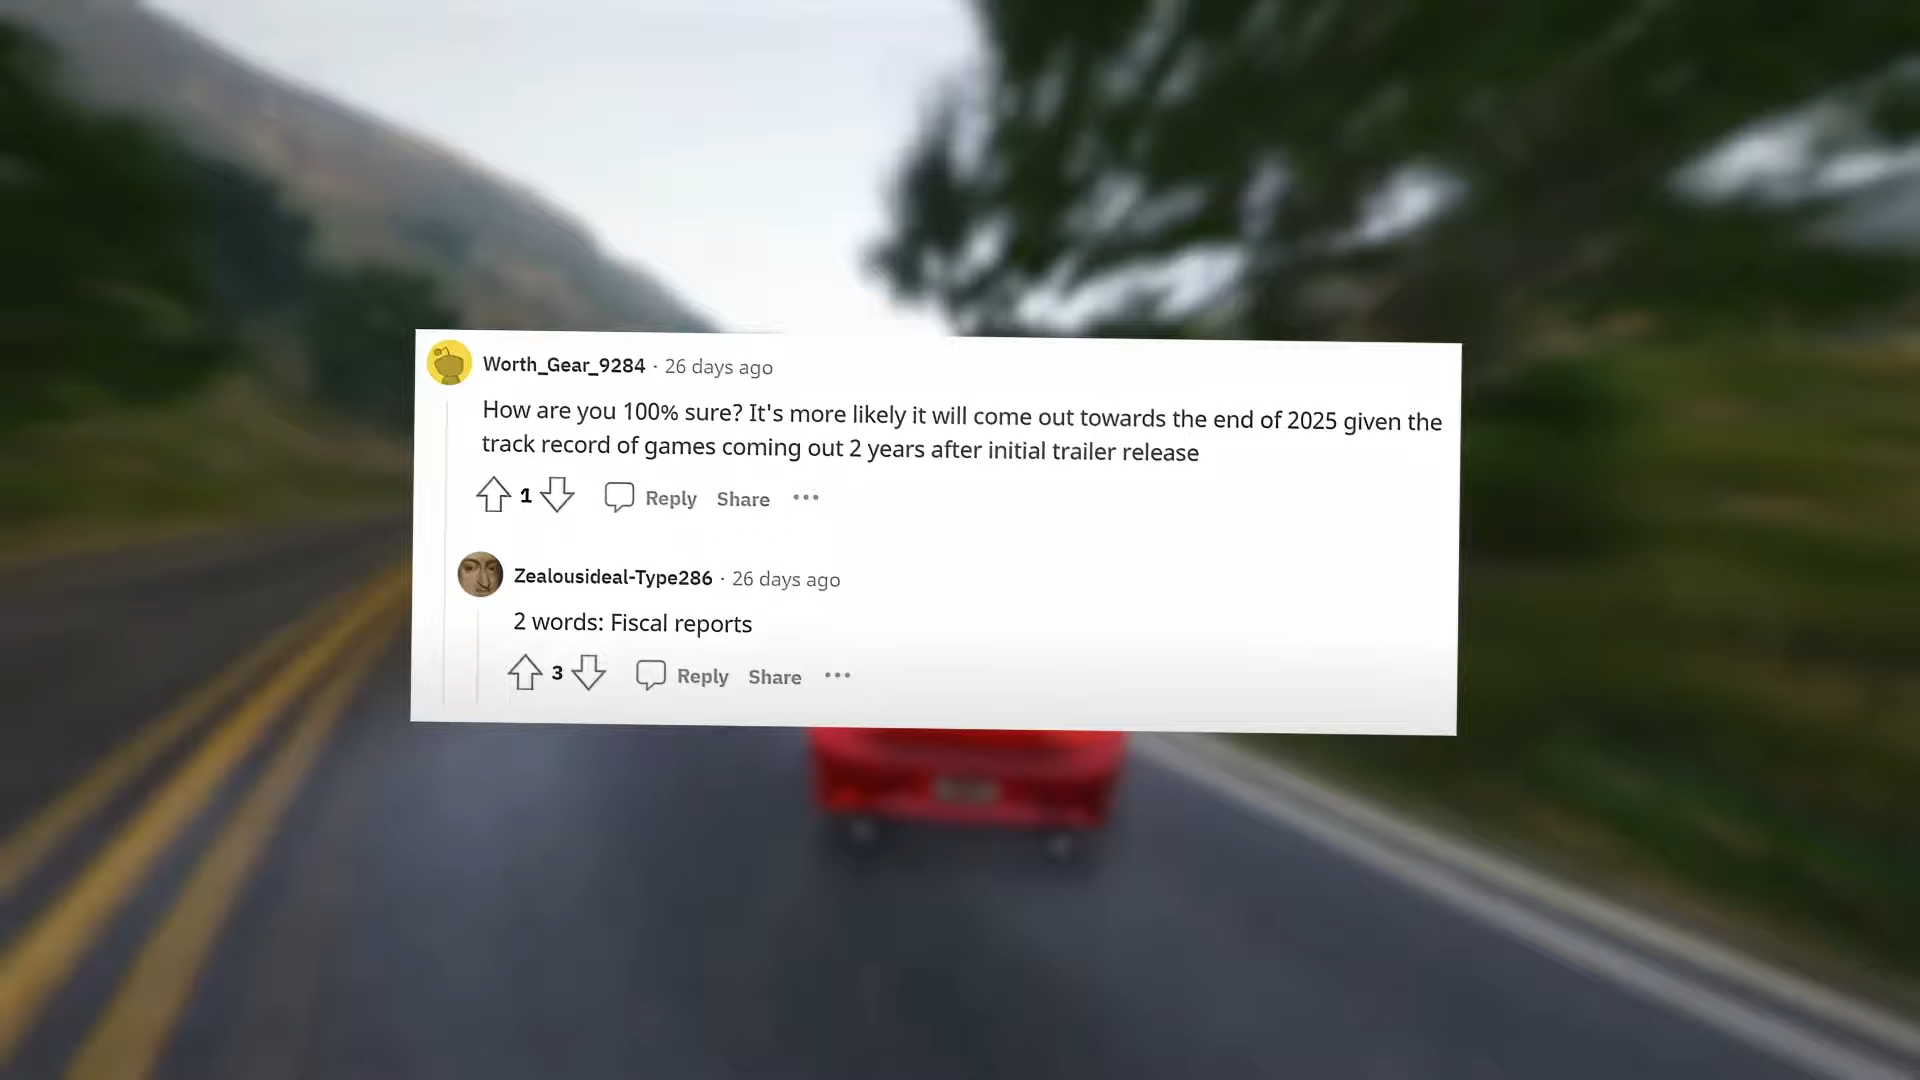 Worth_Gear_9284 · 26 days ago
How are you 100% sure? It's more likely it will come out towards the end of 2025 given the
track record of games coming out 2 years after initial trailer release
1 Reply Share ···
Zealousideal-Type286 · 26 days ago
2 words: Fiscal reports
3 Reply Share ···